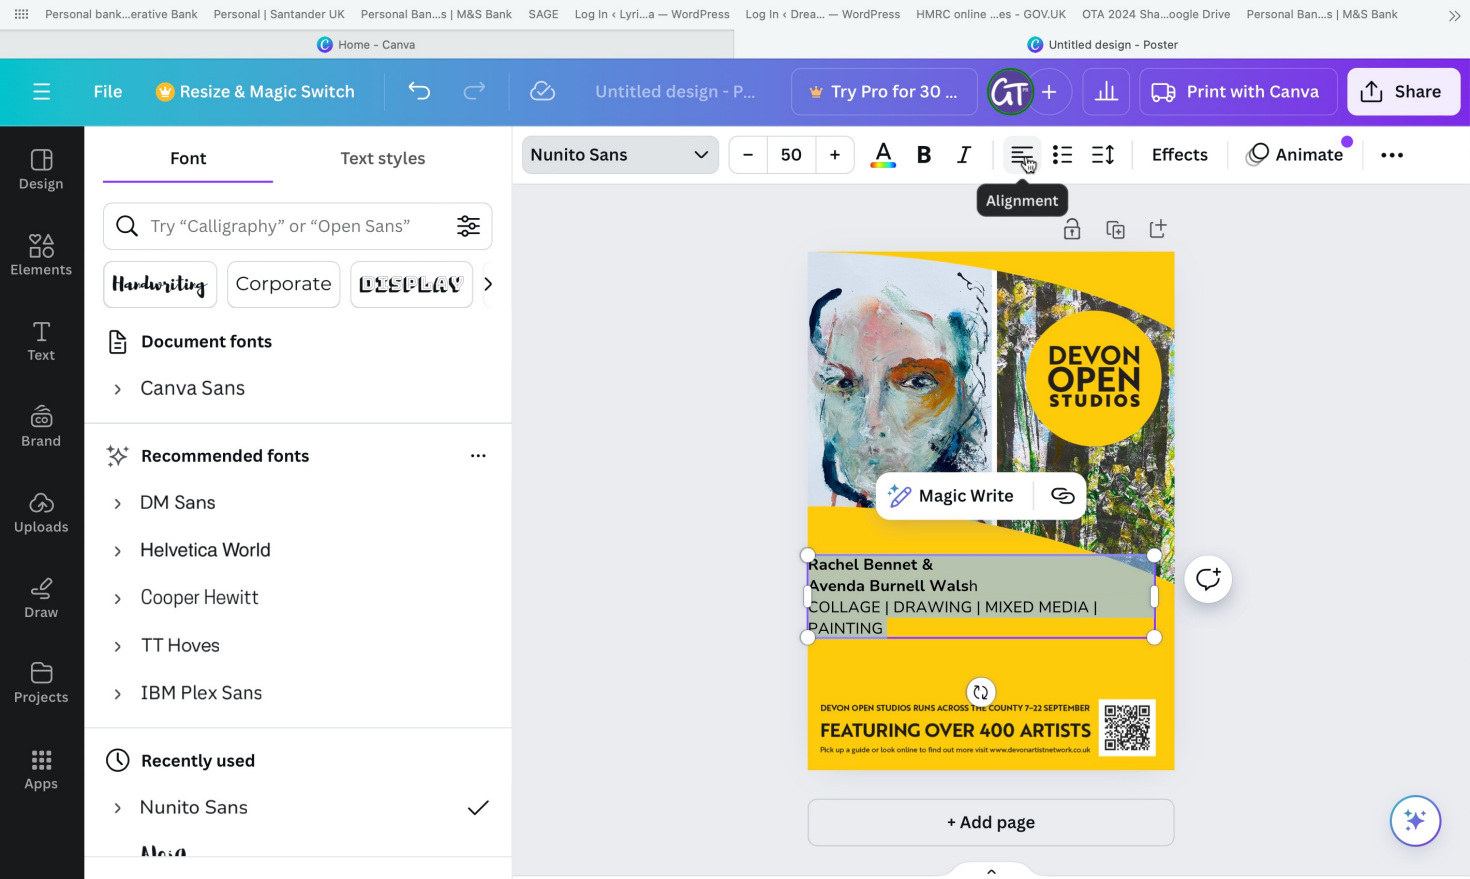 Personal bank...erative Bank Personal | Santander UK Personal Ban...s | M&S Bank SAGE Log In ‹ Lyri...a — WordPress Log In ‹ Drea... — WordPress HMRC online ...es - GOV.UK OTA 2024 Sha...oogle Drive Personal Ban...s | M&S Bank
Home - Canva
Untitled design - Poster
File
Resize & Magic Switch
Untitled design - P...
Try Pro for 30 ...
GT
Print with Canva
Share
Design
Elements
Text
Brand
Uploads
Draw
Projects
Apps
Font
Text styles
Try “Calligraphy” or “Open Sans”
Handwriting
Corporate
DISPLAY
Document fonts
Canva Sans
Recommended fonts
DM Sans
Helvetica World
Cooper Hewitt
TT Hoves
IBM Plex Sans
Recently used
Nunito Sans
Nunito Sans
– 50 +
A
B
I
Effects
Animate
Alignment
DEVON
OPEN
STUDIOS
Magic Write
Rachel Bennet &
Avenda Burnell Walsh
COLLAGE | DRAWING | MIXED MEDIA |
PAINTING
DEVON OPEN STUDIOS RUNS ACROSS THE COUNTY 7–22 SEPTEMBER
FEATURING OVER 400 ARTISTS
Pick up a guide or look online to find out more visit www.devonartistnetwork.co.uk
+ Add page